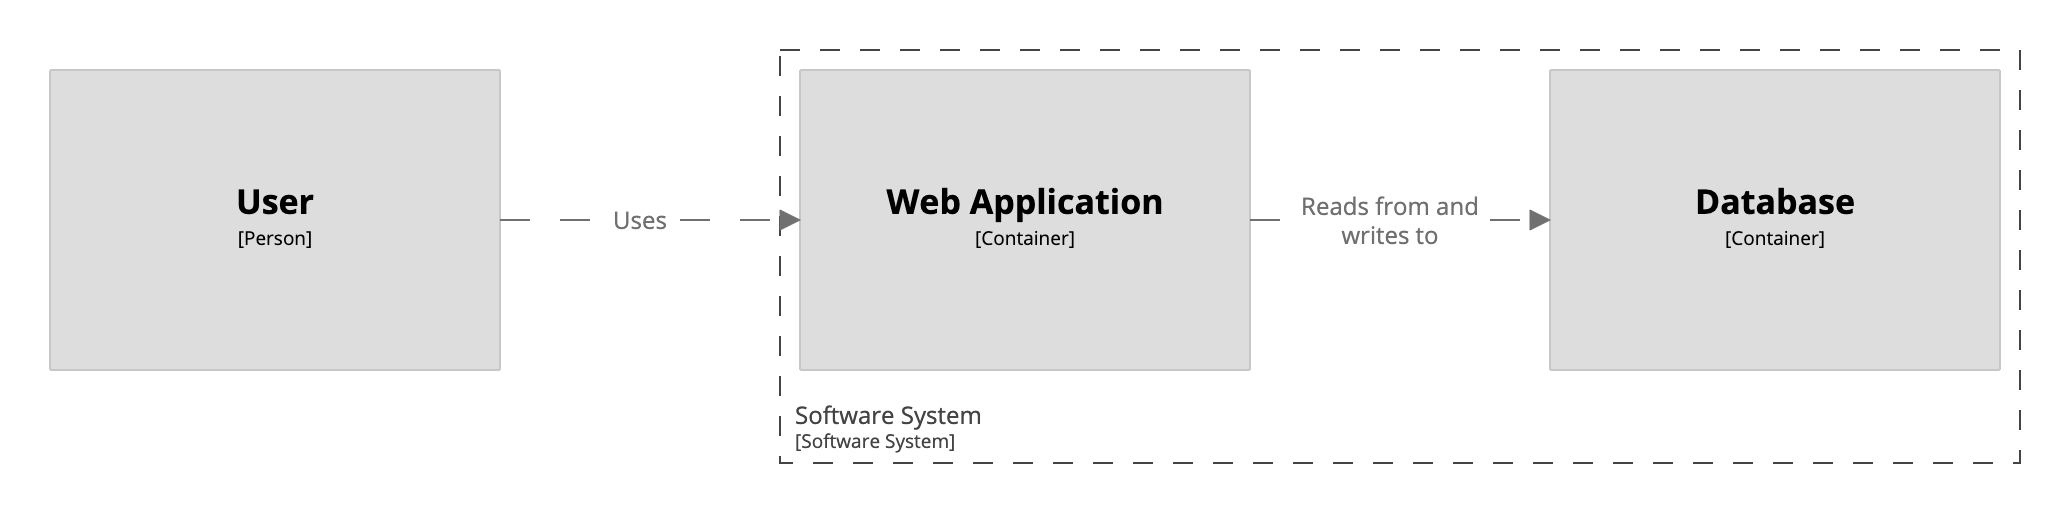 User
[Person]
Uses
Web Application
[Container]
Reads from and
writes to
Database
[Container]
Software System
[Software System]